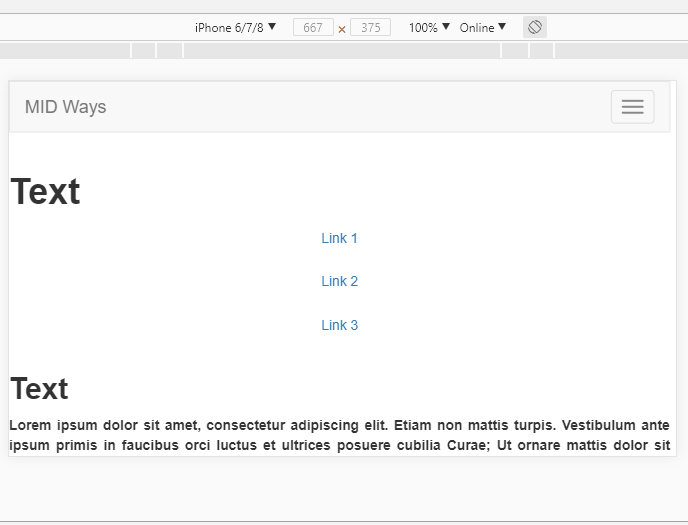 iPhone 6/7/8 ▼ 667 × 375 100% ▼ Online ▼
MID Ways
Text
Link 1
Link 2
Link 3
Text
Lorem ipsum dolor sit amet, consectetur adipiscing elit. Etiam non mattis turpis. Vestibulum ante
ipsum primis in faucibus orci luctus et ultrices posuere cubilia Curae; Ut ornare mattis dolor sit